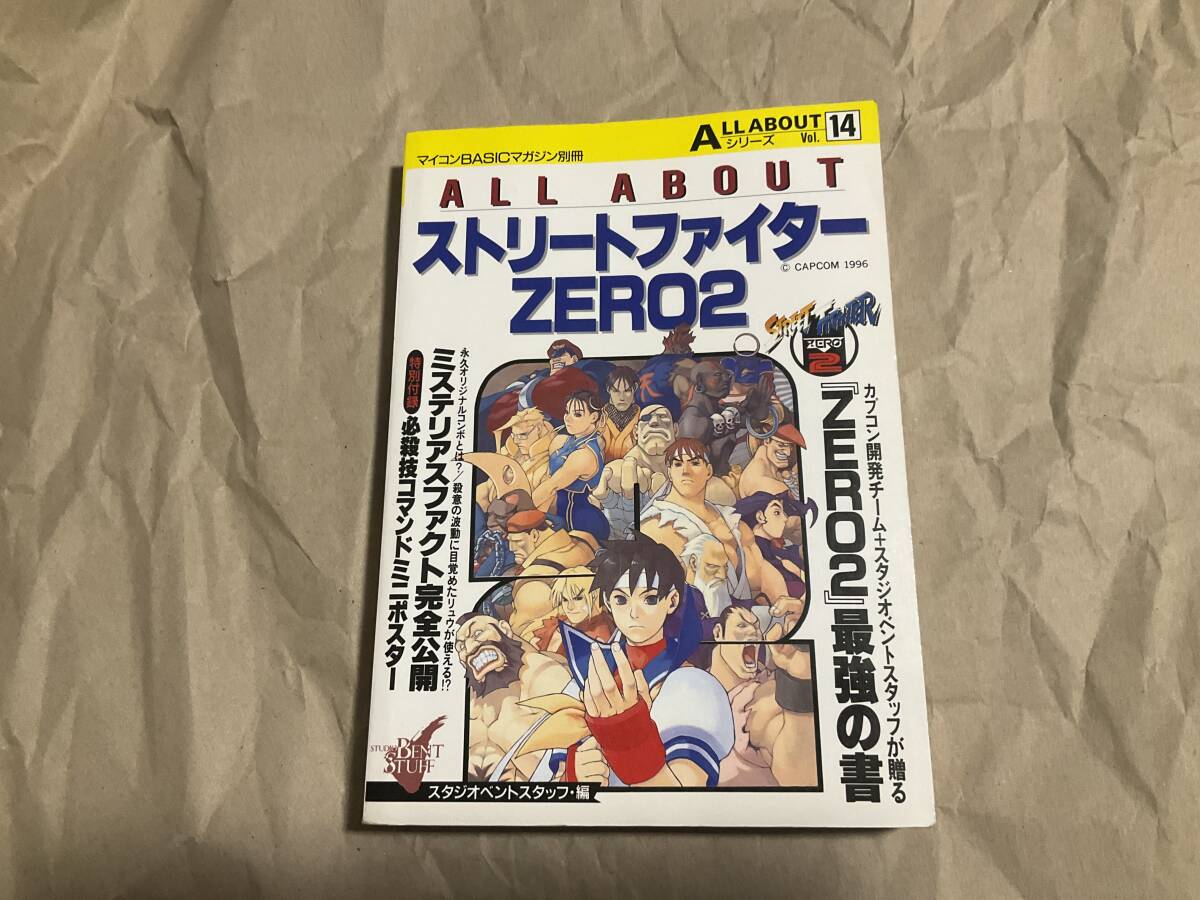 ALL ABOUT
シリーズ Vol. 14
マイコンBASICマガジン別冊
ALL ABOUT
ストリートファイター
ZERO2
© CAPCOM 1996
STREET FIGHTER
ZERO
2
カプコン開発チーム+スタジオベントスタッフが贈る
『ZERO2』最強の書
永久オリジナルコンボとは?/殺意の波動に目覚めたリュウが使える!?
ミステリアスファクト完全公開
特別付録 必殺技コマンドミニポスター
STUDIO BENT STUFF
スタジオベントスタッフ・編